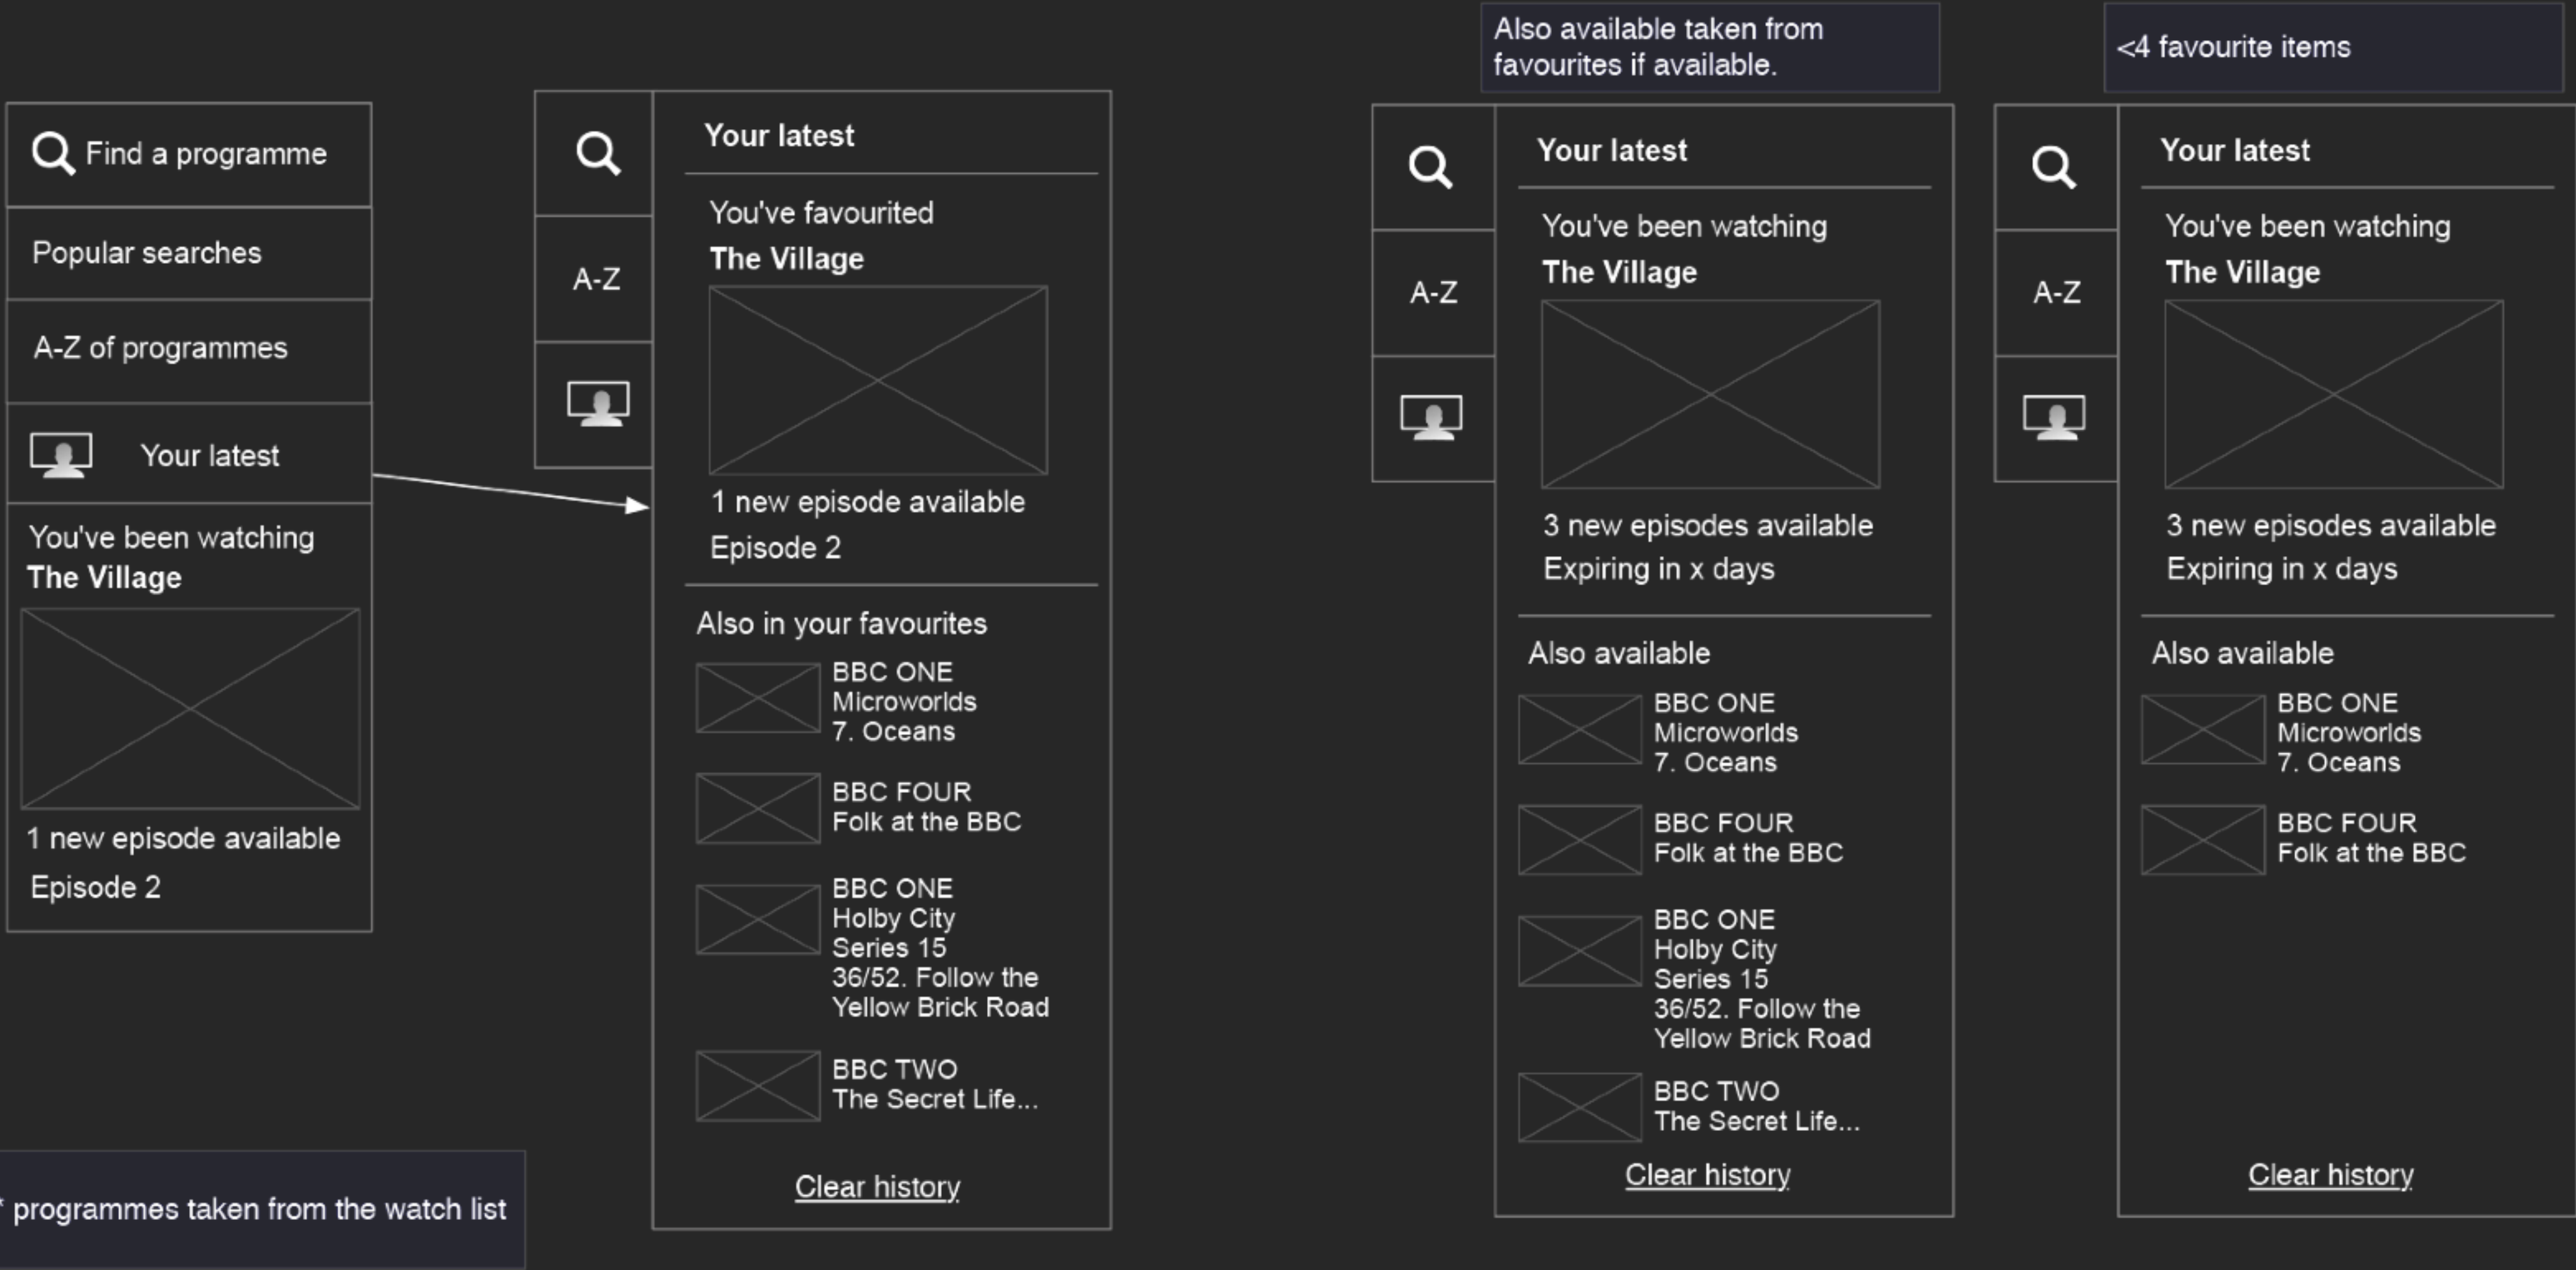 Find a programme
Popular searches
A-Z of programmes
Your latest
You've been watching
The Village
1 new episode available
Episode 2
* programmes taken from the watch list
A-Z
Your latest
You've favourited
The Village
1 new episode available
Episode 2
Also in your favourites
BBC ONE
Microworlds
7. Oceans
BBC FOUR
Folk at the BBC
BBC ONE
Holby City
Series 15
36/52. Follow the
Yellow Brick Road
BBC TWO
The Secret Life...
Clear history
Also available taken from
favourites if available.
A-Z
Your latest
You've been watching
The Village
3 new episodes available
Expiring in x days
Also available
BBC ONE
Microworlds
7. Oceans
BBC FOUR
Folk at the BBC
BBC ONE
Holby City
Series 15
36/52. Follow the
Yellow Brick Road
BBC TWO
The Secret Life...
Clear history
<4 favourite items
A-Z
Your latest
You've been watching
The Village
3 new episodes available
Expiring in x days
Also available
BBC ONE
Microworlds
7. Oceans
BBC FOUR
Folk at the BBC
Clear history